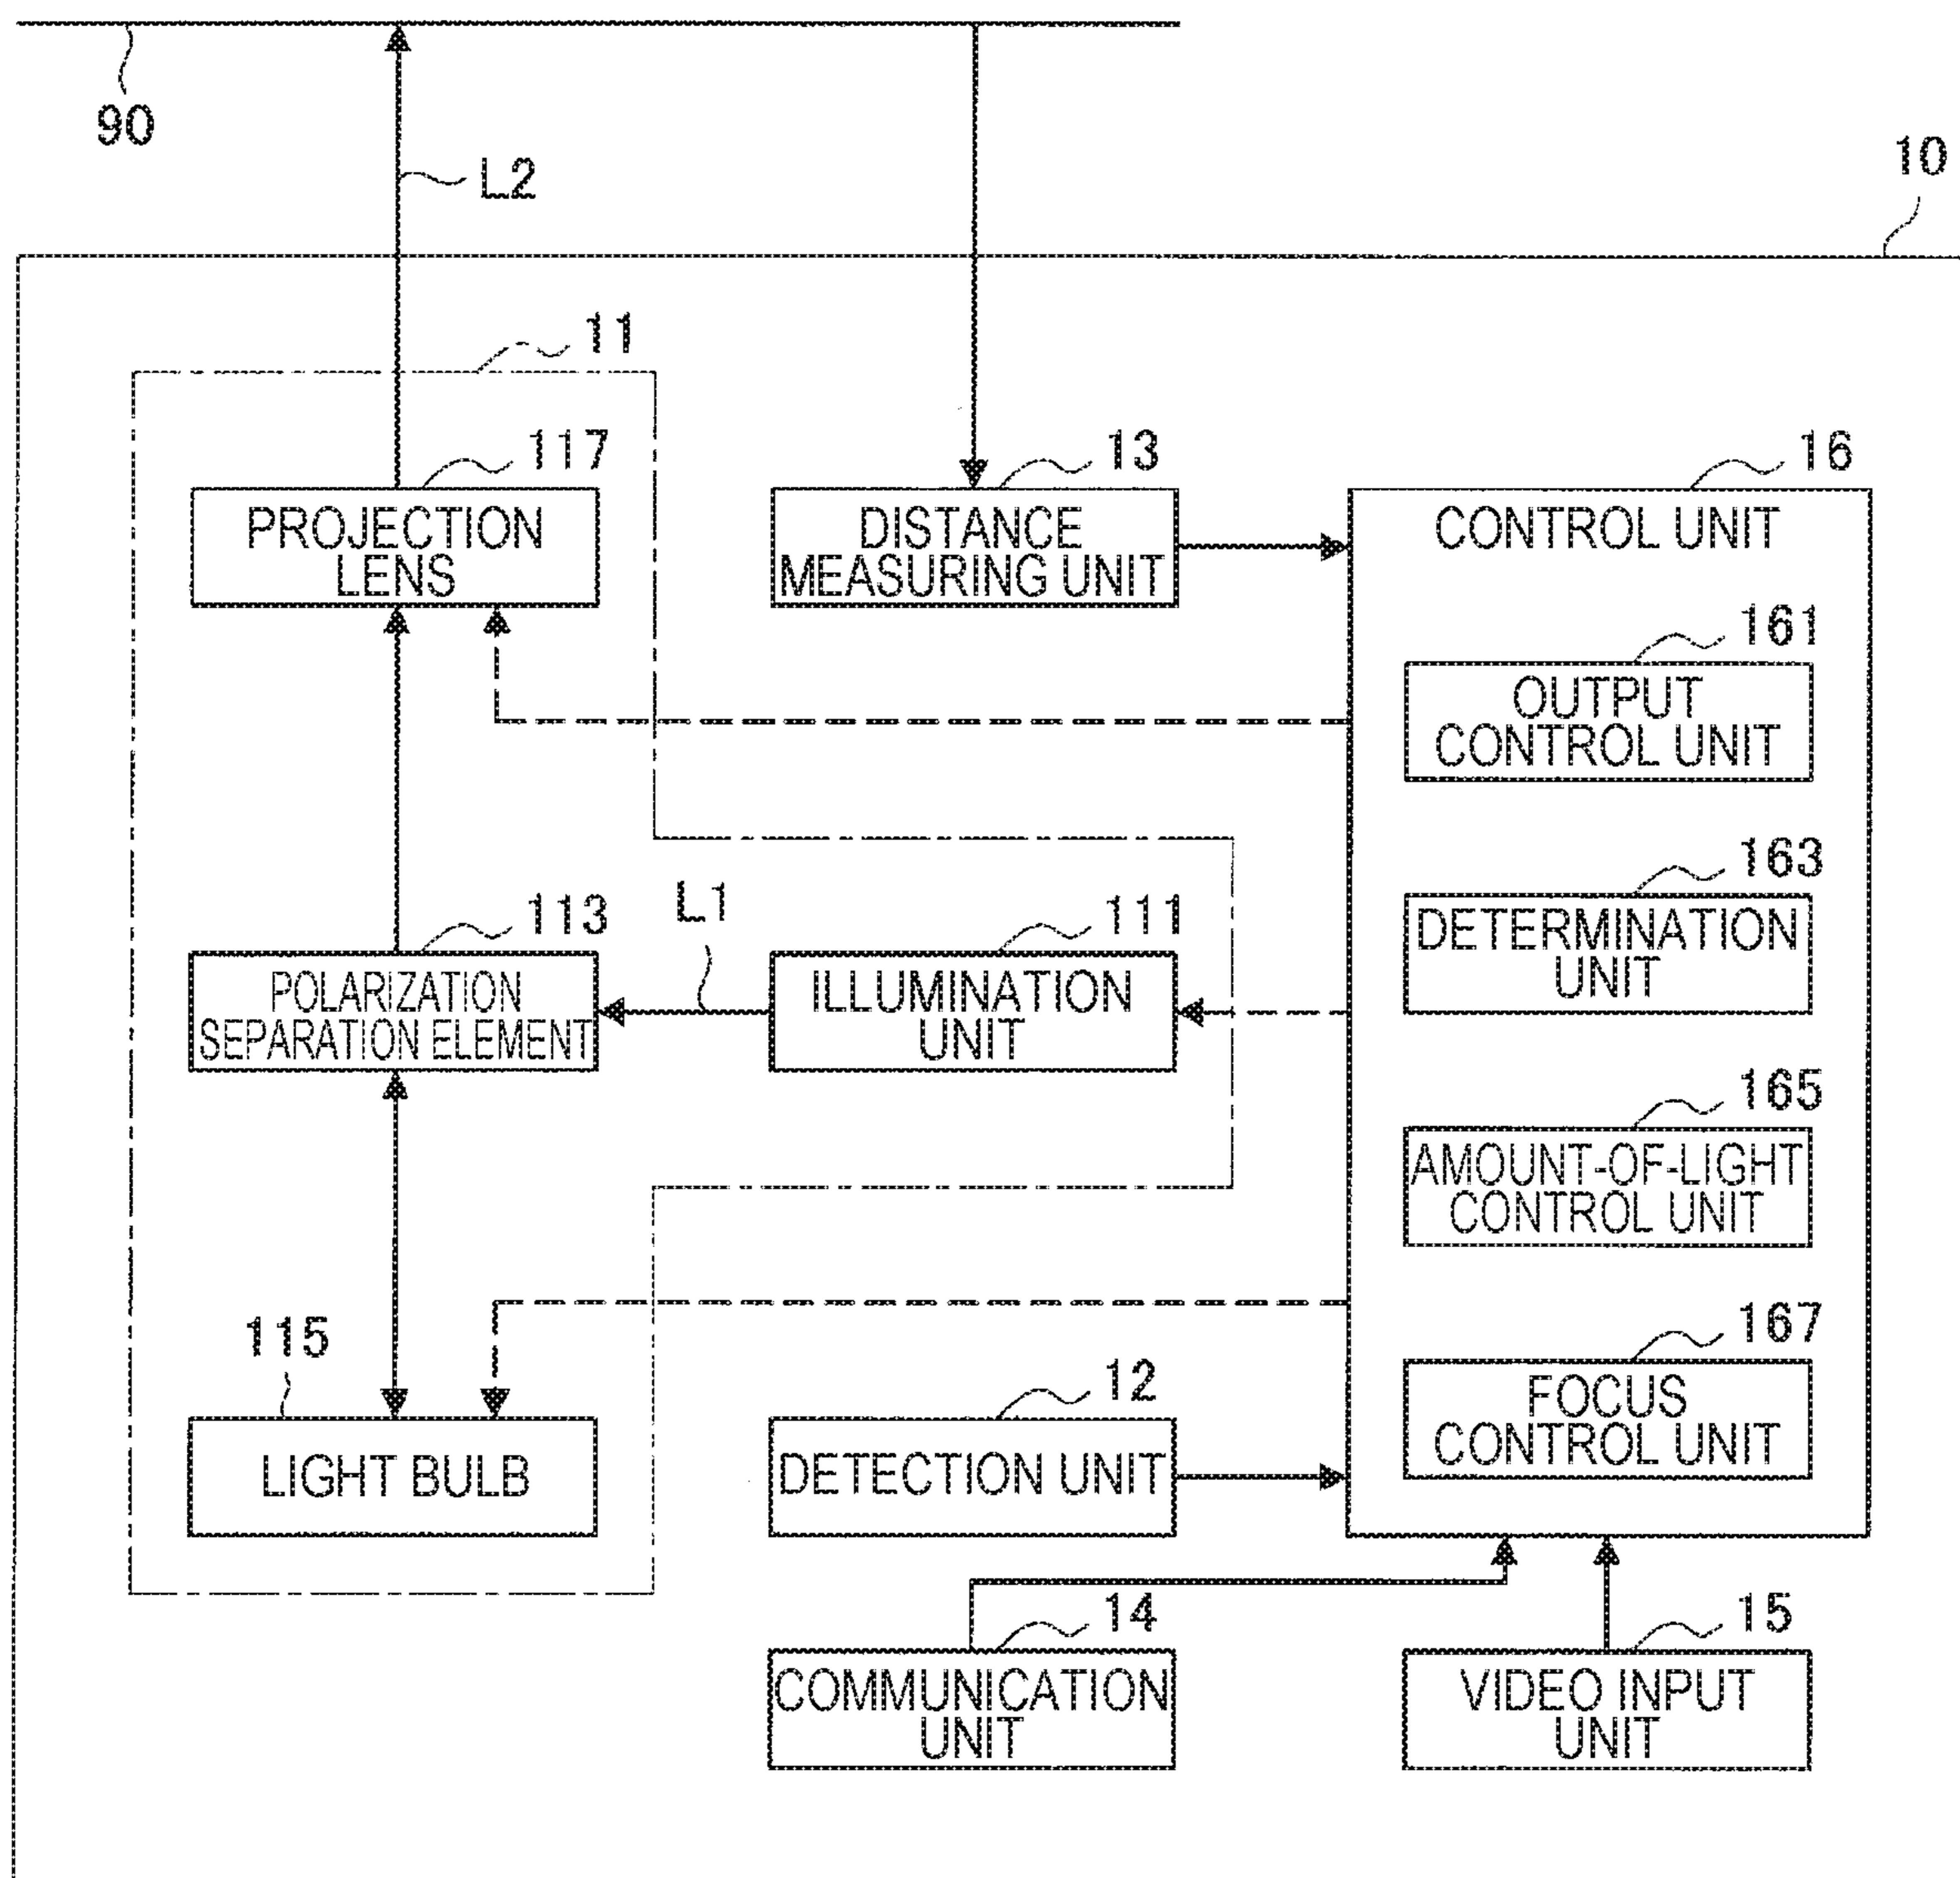 90
L2
10
11
117
PROJECTION
LENS
13
DISTANCE
MEASURING UNIT
16
CONTROL UNIT
161
OUTPUT
CONTROL UNIT
163
DETERMINATION
UNIT
113
POLARIZATION
SEPARATION ELEMENT
L1
111
ILLUMINATION
UNIT
165
AMOUNT-OF-LIGHT
CONTROL UNIT
115
LIGHT BULB
12
DETECTION UNIT
167
FOCUS
CONTROL UNIT
14
COMMUNICATION
UNIT
15
VIDEO INPUT
UNIT